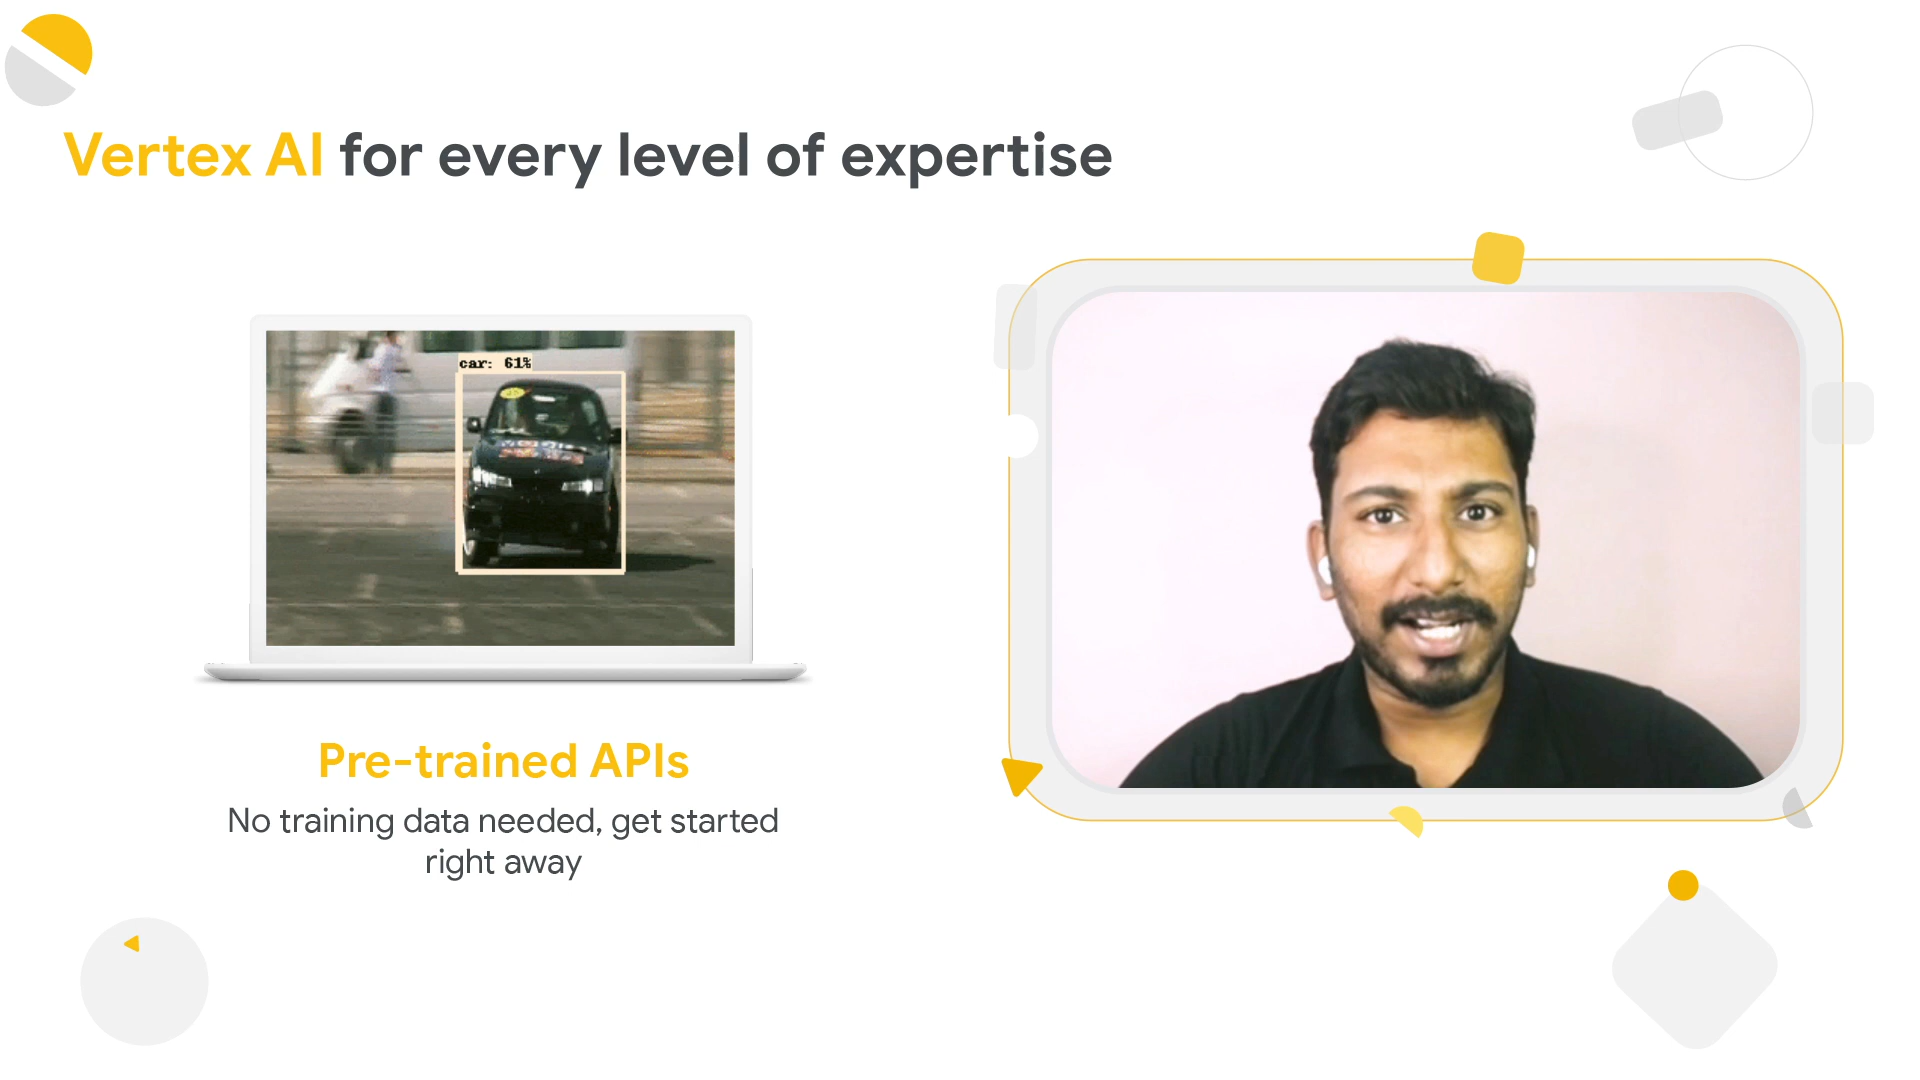 Vertex AI for every level of expertise
car: 61%
Pre-trained APIs
No training data needed, get started
right away